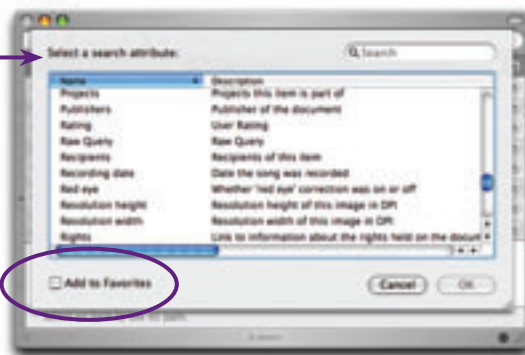 Select a search attribute:
Search
Name Description
Projects Projects this item is part of
Publishers Publisher of the document
Rating User Rating
Raw Query Raw Query
Recipients Recipients of this item
Recording date Date the song was recorded
Red eye Whether 'red eye' correction was on or off
Resolution height Resolution height of this image in DPI
Resolution width Resolution width of this image in DPI
Rights Link to information about the rights held on the docum
Add to Favorites
Cancel OK